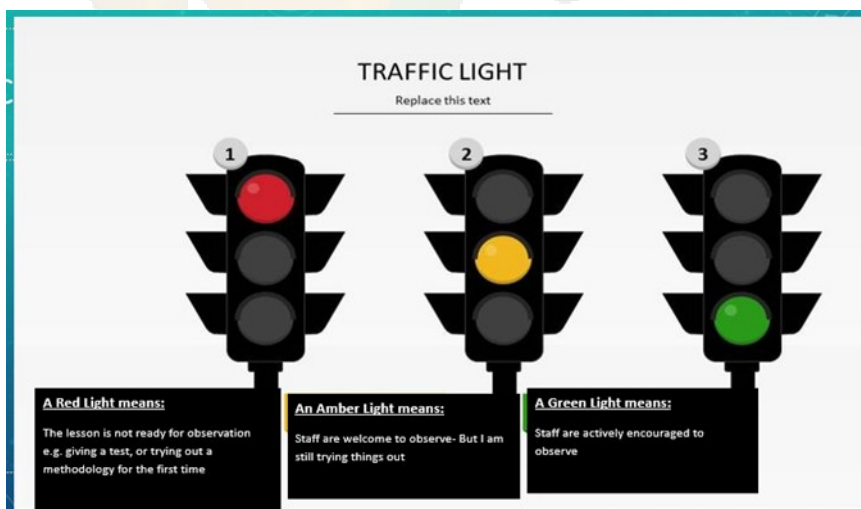 TRAFFIC LIGHT
Replace this text
1
2
3
A Red Light means:
The lesson is not ready for observation
e.g. giving a test, or trying out a
methodology for the first time
An Amber Light means:
Staff are welcome to observe- But I am
still trying things out
A Green Light means:
Staff are actively encouraged to
observe